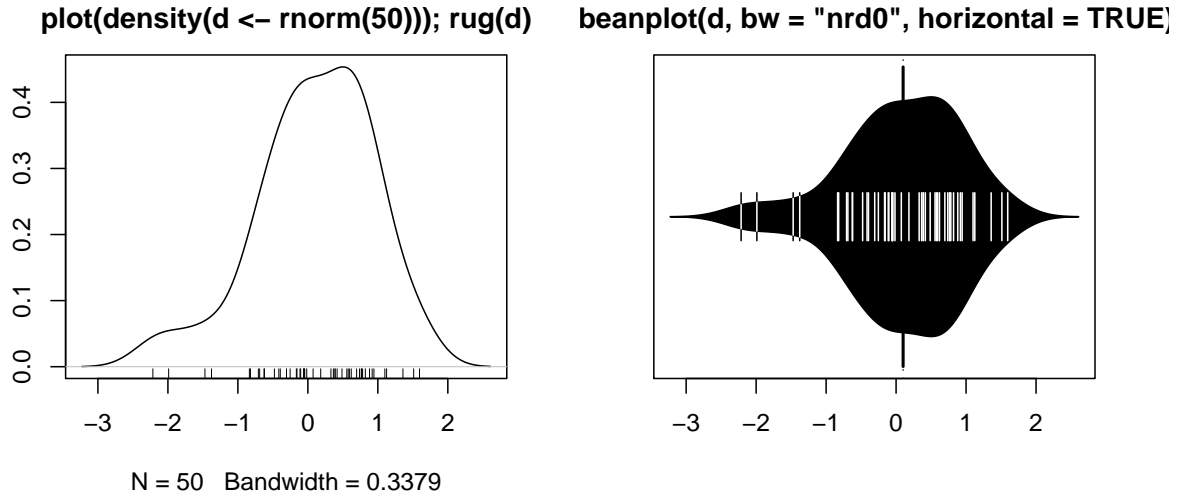 plot(density(d <- rnorm(50))); rug(d)
0.0 0.1 0.2 0.3 0.4
−3 −2 −1 0 1 2
N = 50 Bandwidth = 0.3379
beanplot(d, bw = "nrd0", horizontal = TRUE)
−3 −2 −1 0 1 2